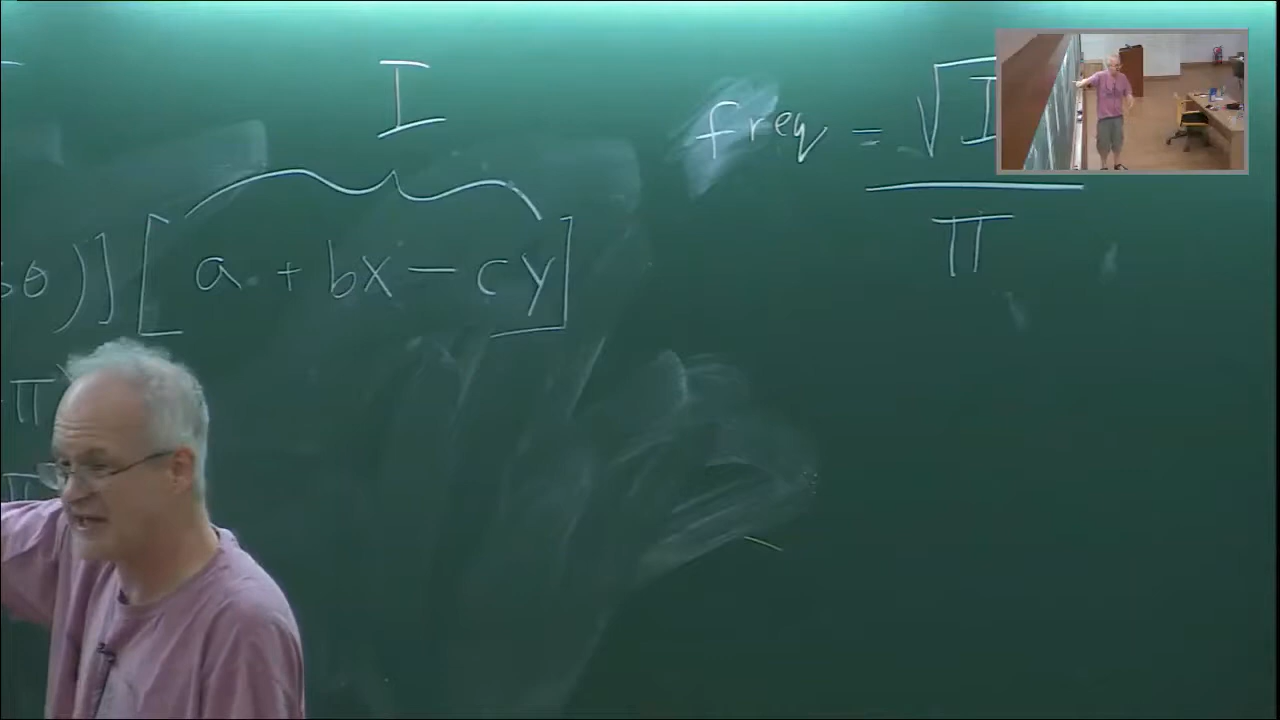 I
freq = √I
π
θ)] [a + bx - cy]
π
π